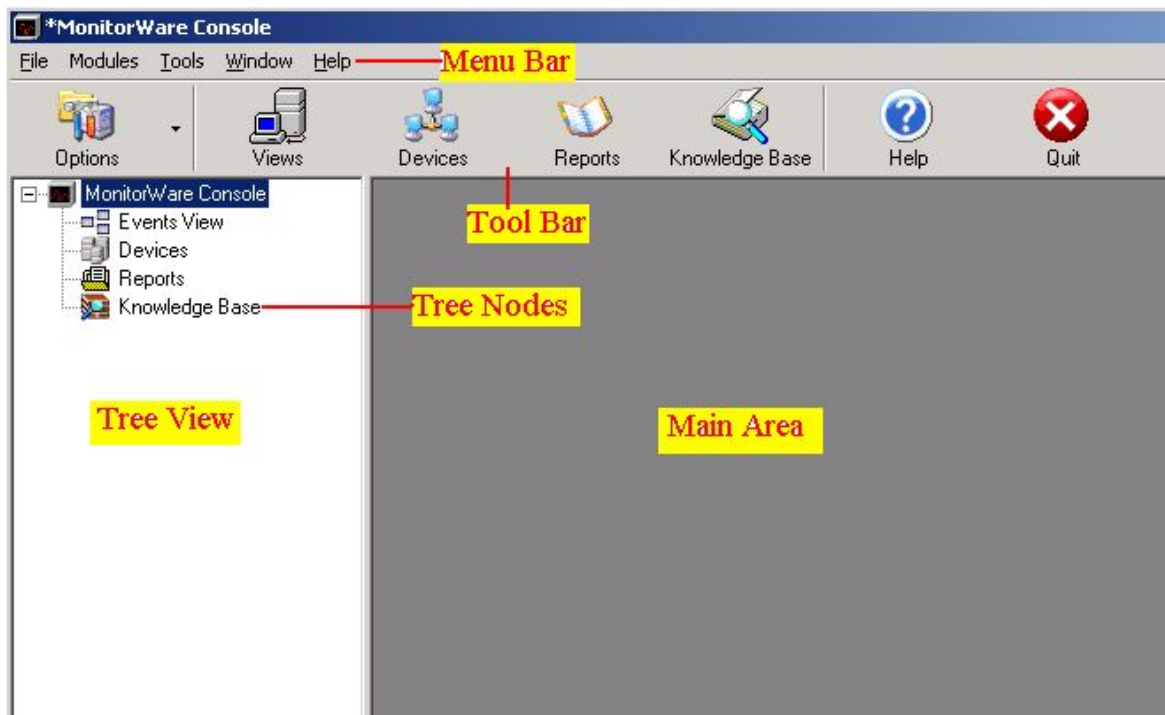 *MonitorWare Console
File Modules Tools Window Help
Menu Bar
Options Views Devices Reports Knowledge Base Help Quit
Tool Bar
MonitorWare Console
Events View
Devices
Reports
Knowledge Base
Tree Nodes
Tree View
Main Area